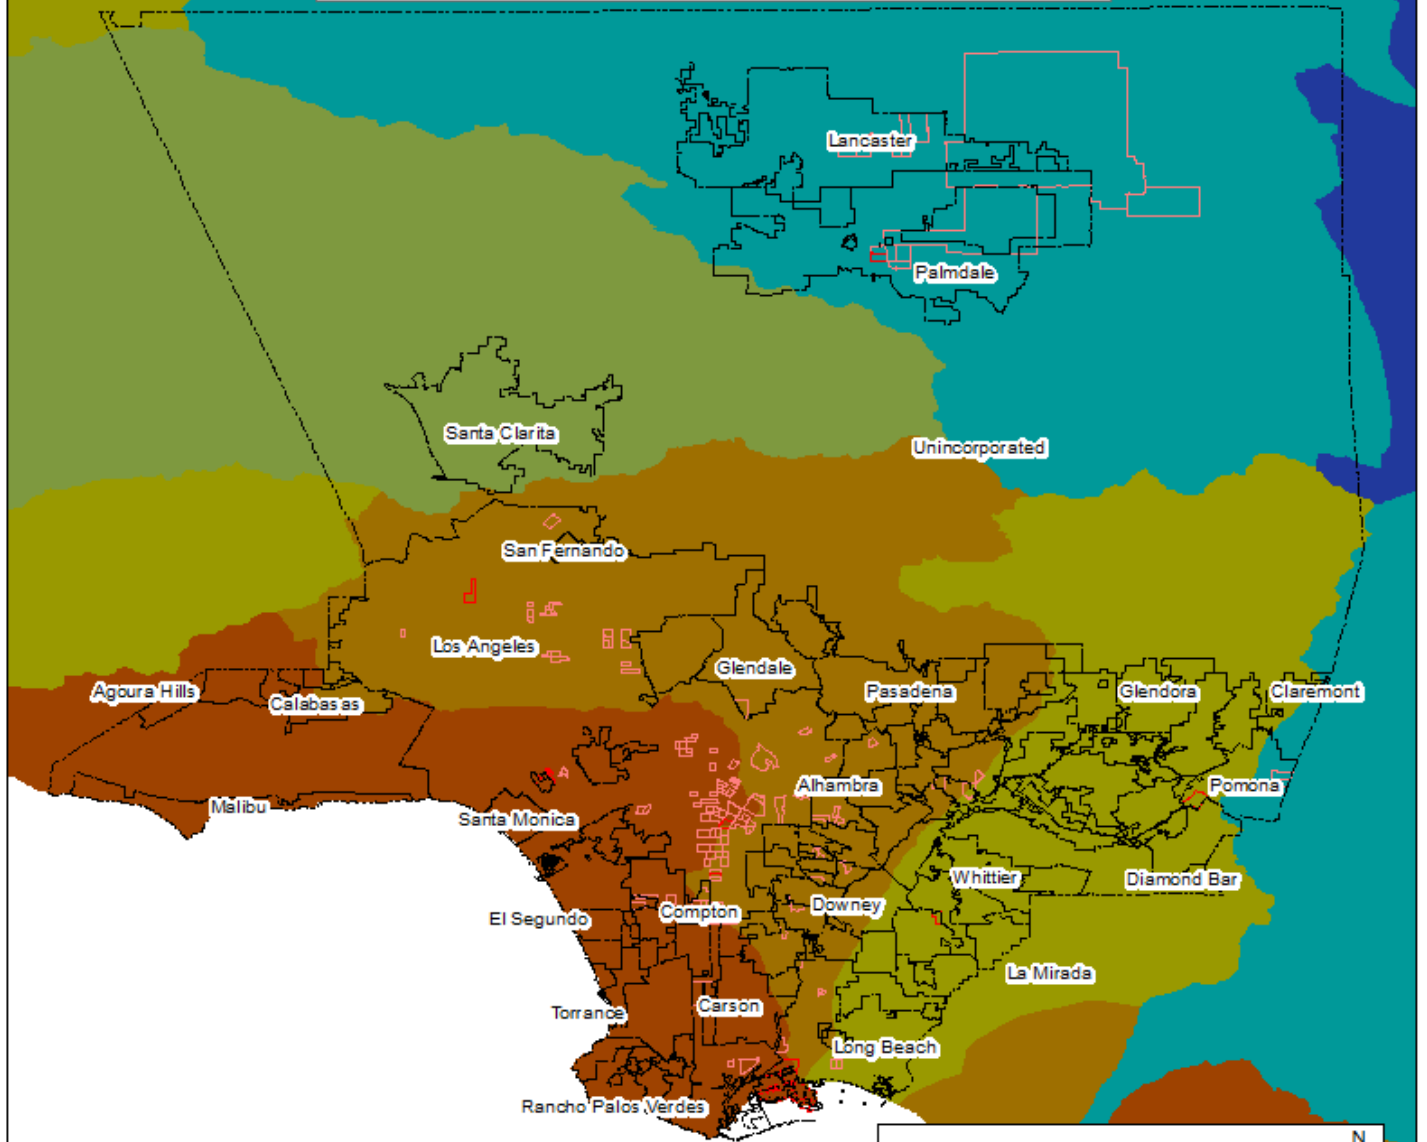 Lancaster
Palmdale
Santa Clarita
Unincorporated
San Fernando
Los Angeles
Glendale
Agoura Hills
Calabasas
Pasadena
Glendora
Claremont
Alhambra
Pomona
Malibu
Santa Monica
Whittier
Diamond Bar
Downey
Compton
El Segundo
La Mirada
Carson
Torrance
Long Beach
Rancho Palos Verdes
N